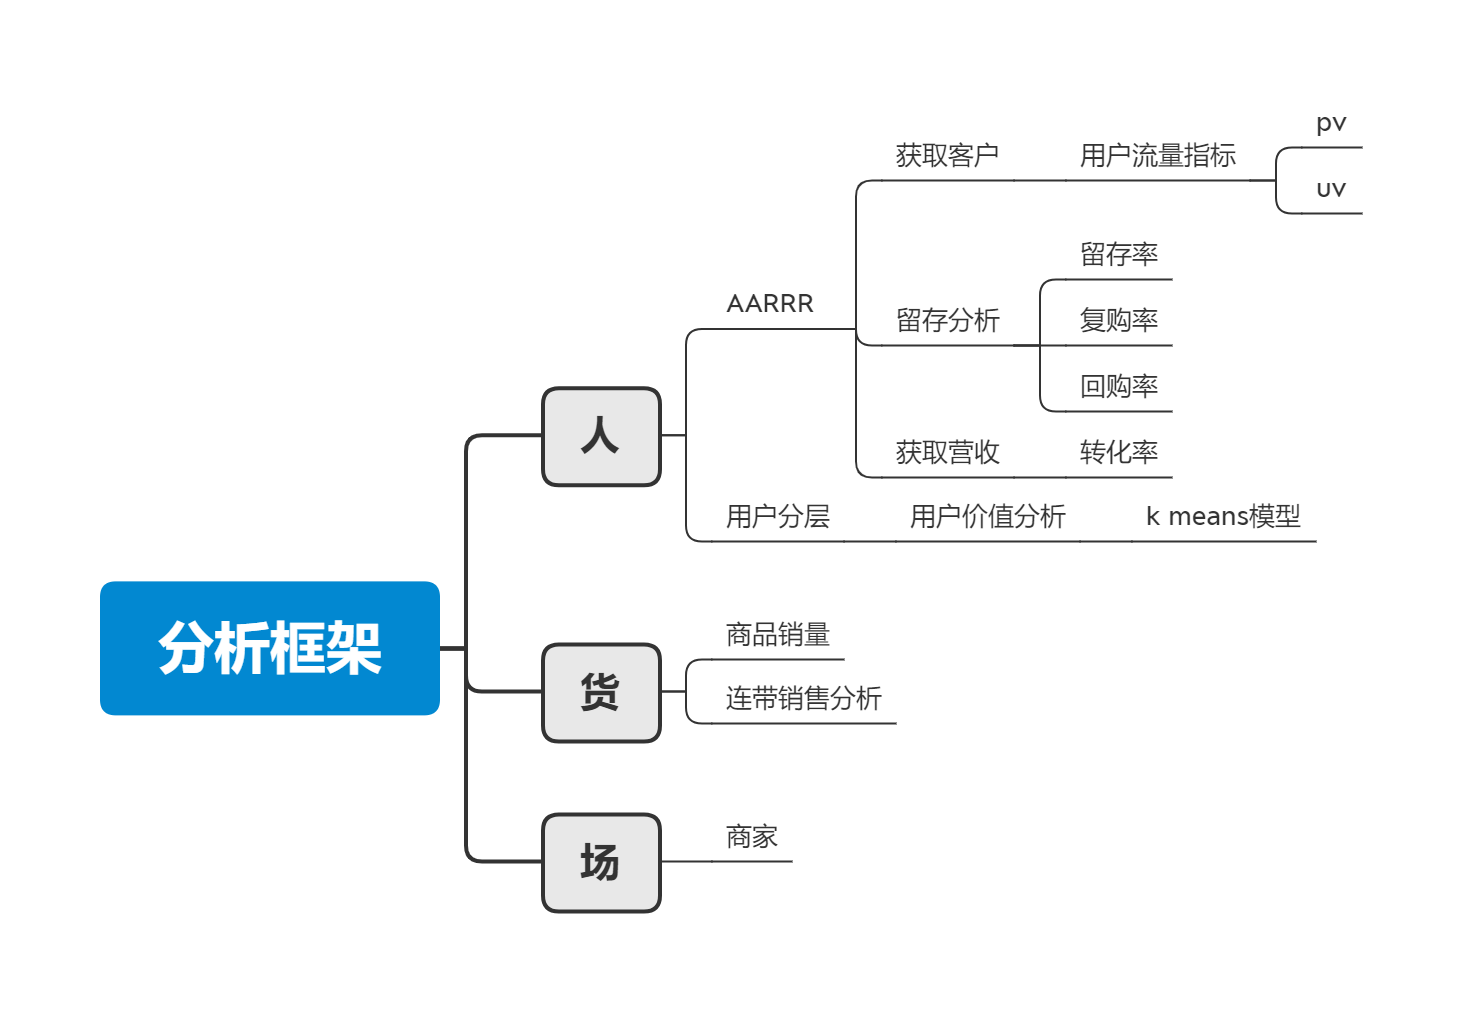 分析框架
人
AARRR
获取客户
用户流量指标
pv
uv
留存分析
留存率
复购率
回购率
获取营收
转化率
用户分层
用户价值分析
k means模型
货
商品销量
连带销售分析
场
商家